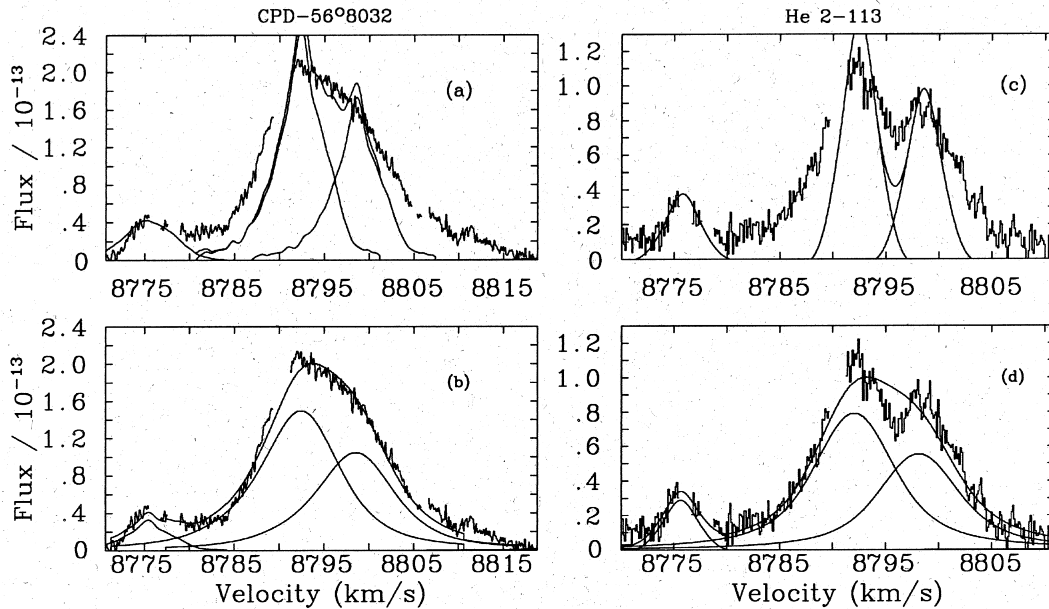 CPD−56°8032
He 2−113
Flux / 10⁻¹³
2.4
2.0
1.6
1.2
.8
.4
0
(a)
8775 8785 8795 8805 8815
1.2
1.0
.8
.6
.4
.2
0
(c)
8775 8785 8795 8805
Flux / 10⁻¹³
2.4
2.0
1.6
1.2
.8
.4
0
(b)
8775 8785 8795 8805 8815
Velocity (km/s)
1.2
1.0
.8
.6
.4
.2
0
(d)
8775 8785 8795 8805
Velocity (km/s)